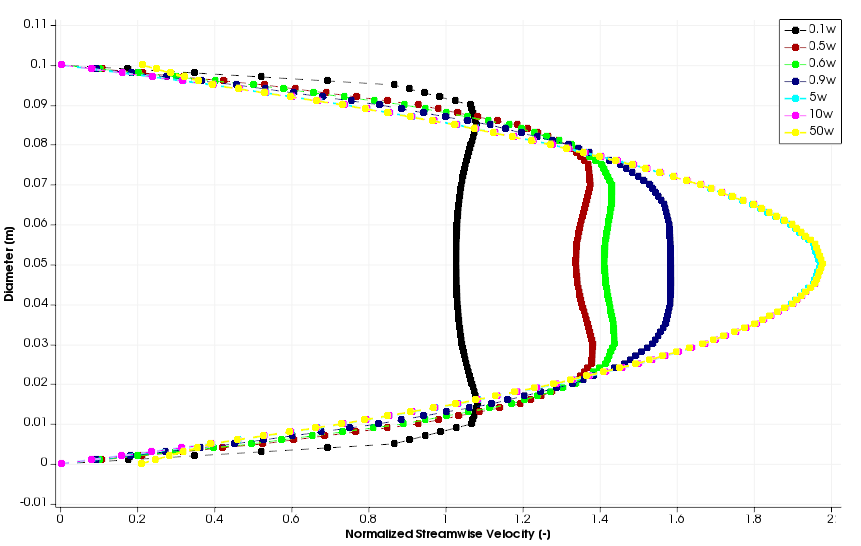 0.11
0.1
0.09
0.08
0.07
0.06
0.05
0.04
0.03
0.02
0.01
0
-0.01
Diameter (m)
0 0.2 0.4 0.6 0.8 1 1.2 1.4 1.6 1.8 2
Normalized Streamwise Velocity (-)
0.1w
0.5w
0.6w
0.9w
5w
10w
50w